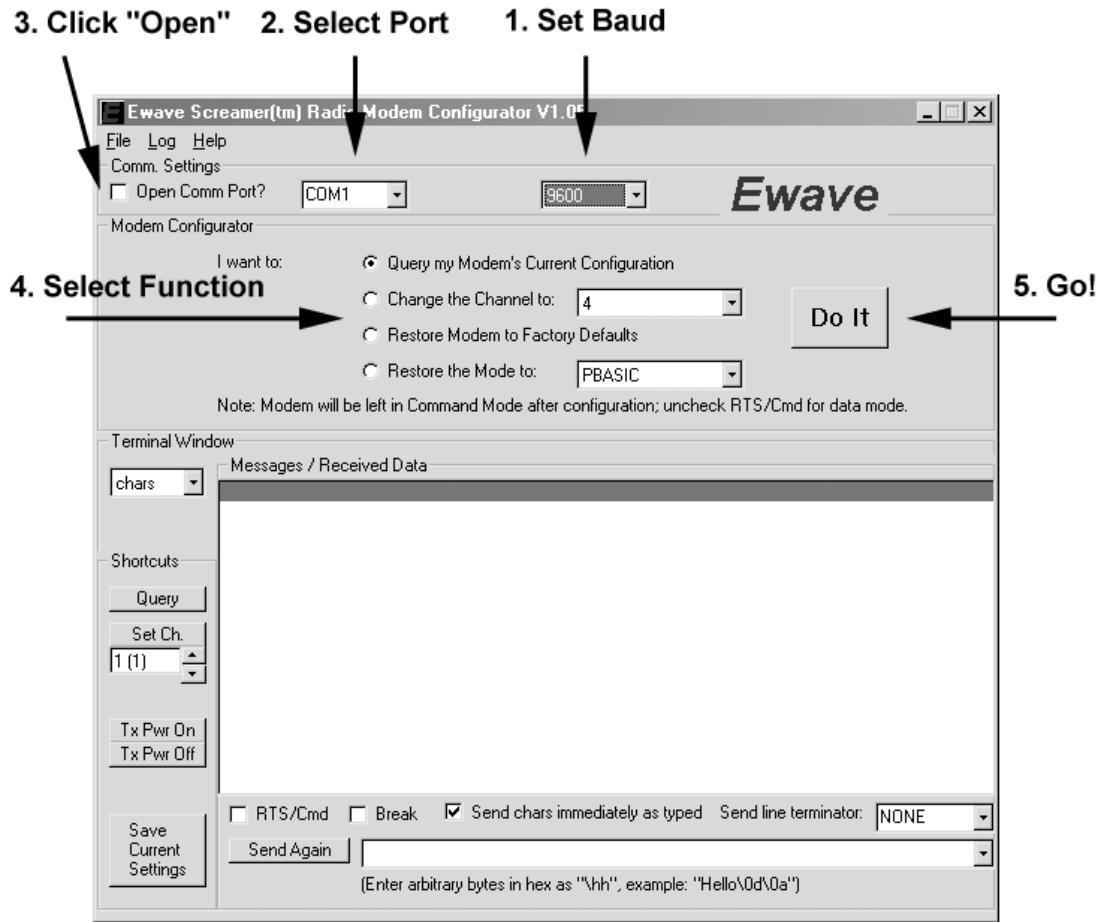 3. Click "Open" 2. Select Port 1. Set Baud
Ewave Screamer(tm) Radio Modem Configurator
File Log Help
Comm. Settings
Open Comm Port? COM1 9600 Ewave
Modem Configurator
I want to: Query my Modem's Current Configuration
4. Select Function
Change the Channel to: 4
Do It
5. Go!
Restore Modem to Factory Defaults
Restore the Mode to: PBASIC
Note: Modem will be left in Command Mode after configuration; uncheck RTS/Cmd for data mode.
Terminal Window
chars
Messages / Received Data
Shortcuts
Query
Set Ch.
1 (1)
Tx Pwr On
Tx Pwr Off
Save
Current
Settings
RTS/Cmd Break Send chars immediately as typed Send line terminator: NONE
Send Again
(Enter arbitrary bytes in hex as "\hh", example: "Hello\0d\0a")